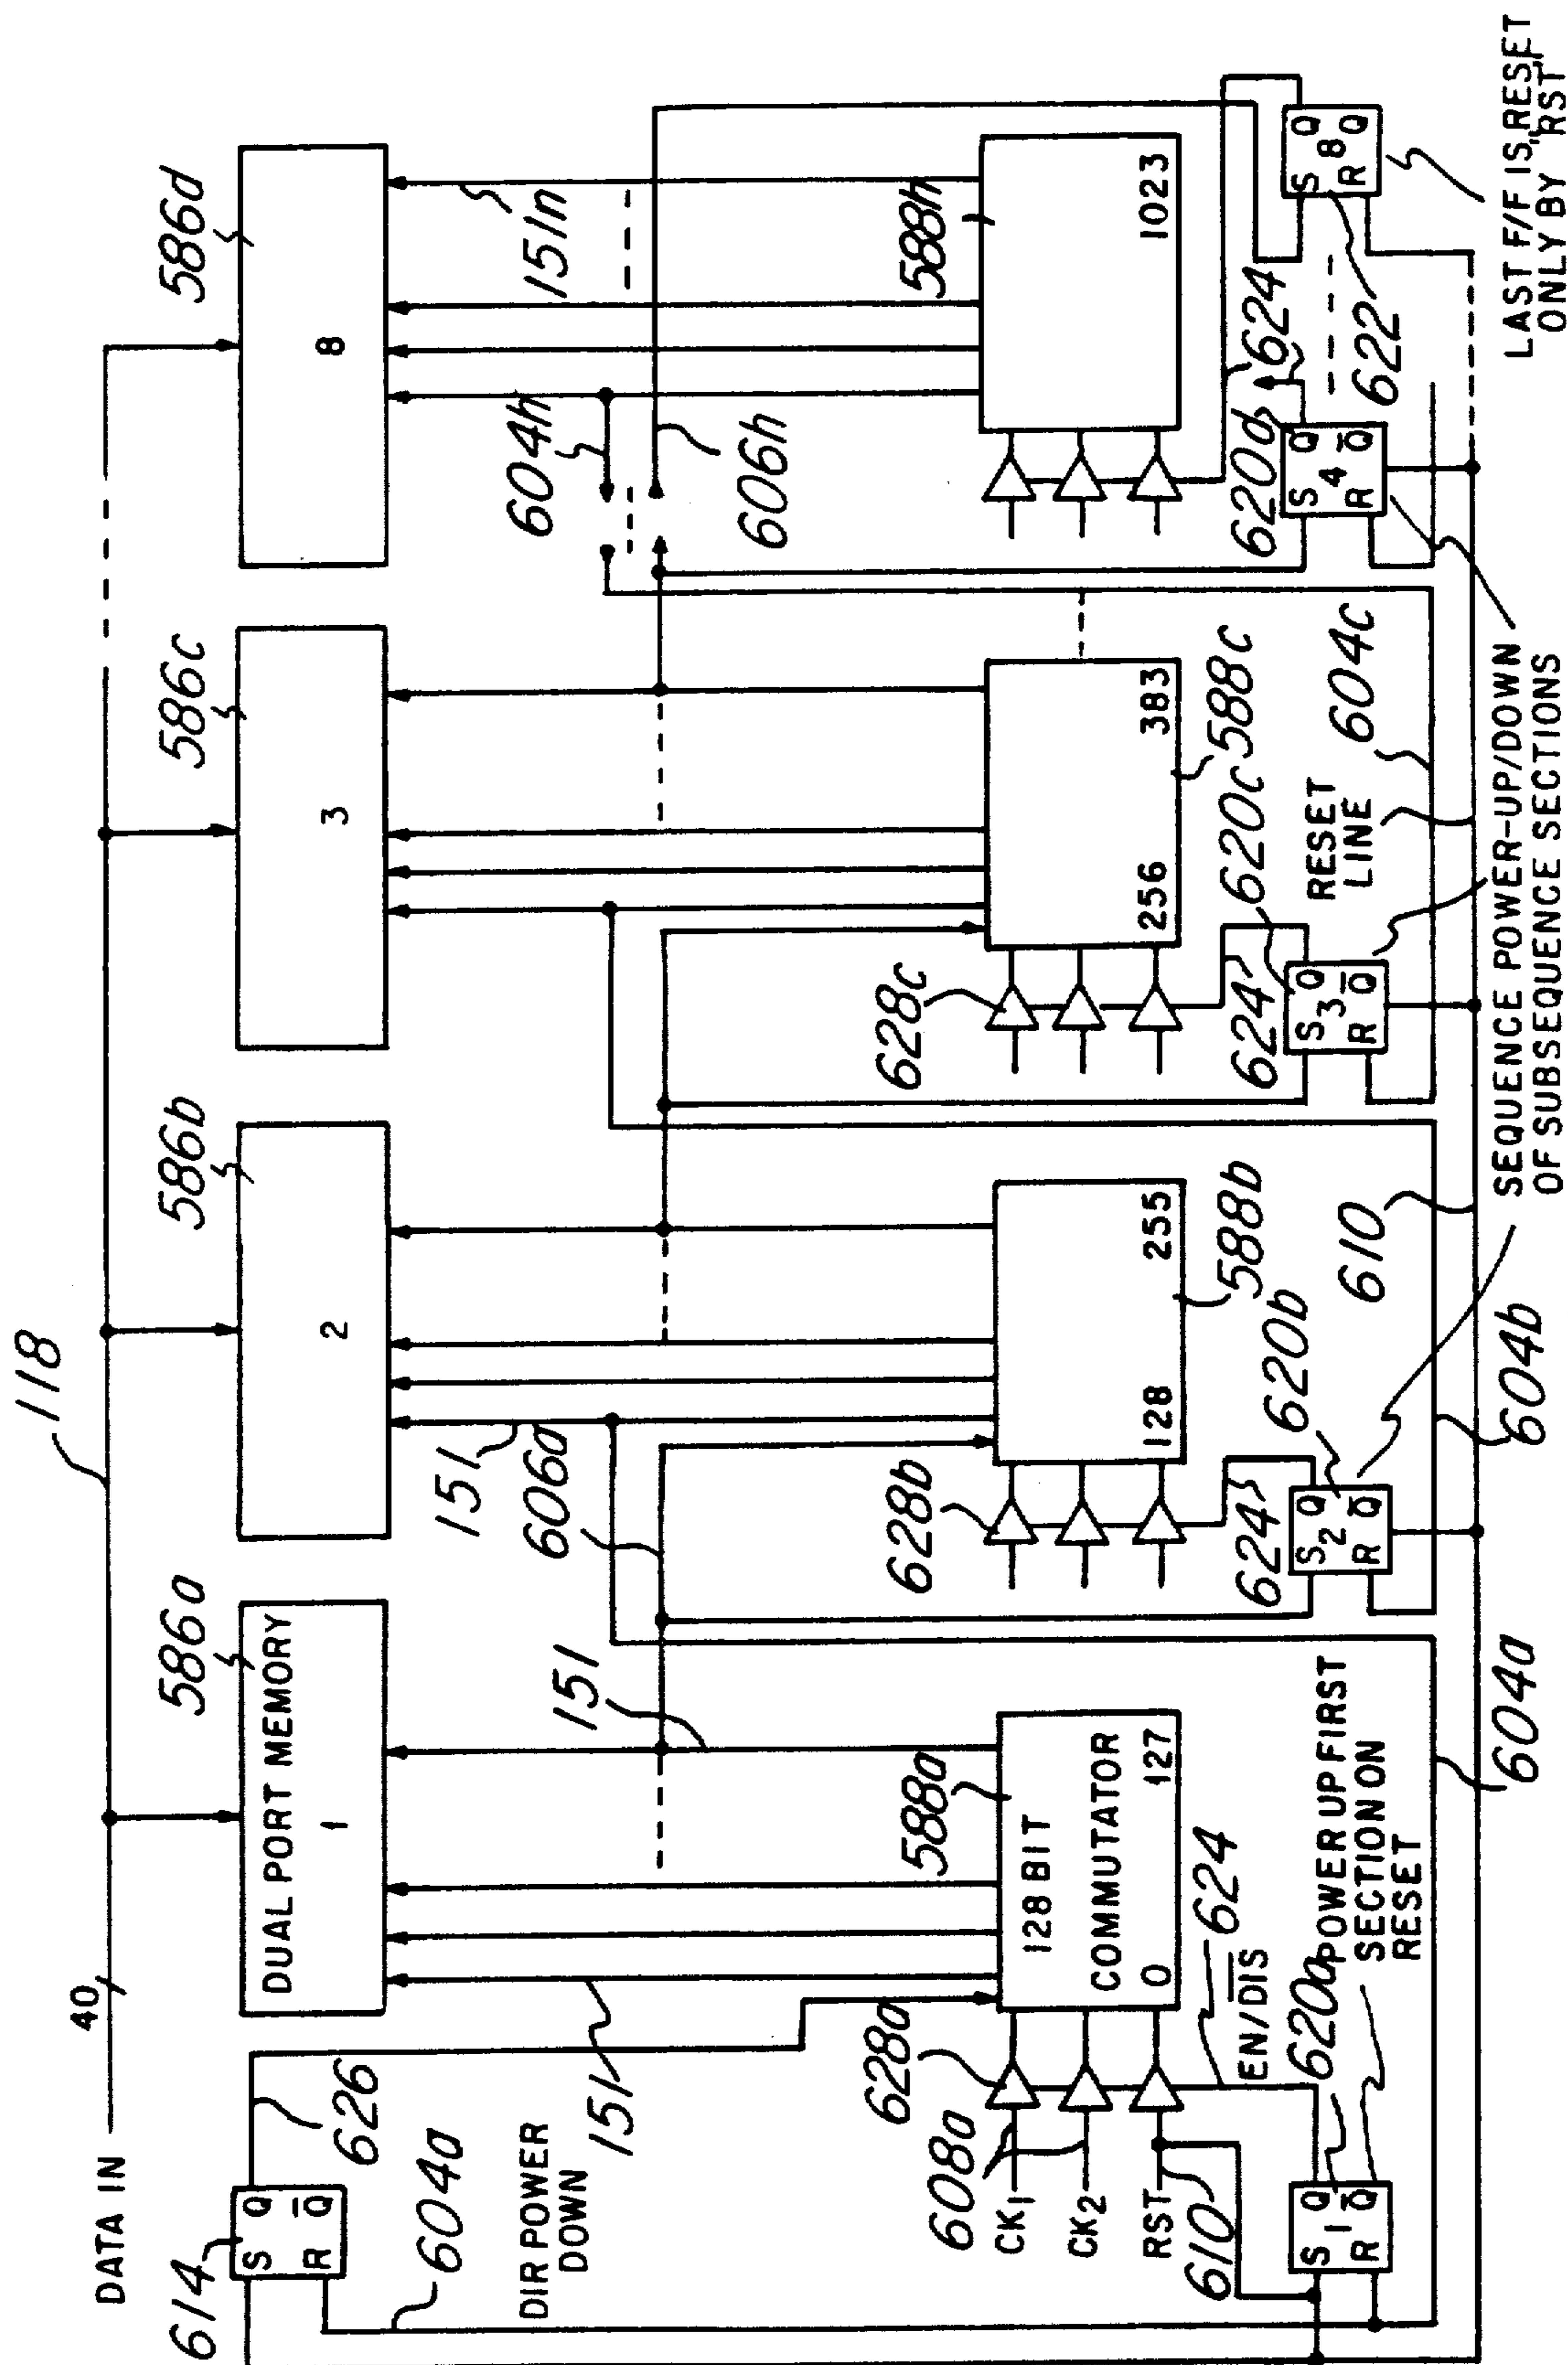 118
DATA IN
40
586a
586b
586c
586d
614
S Q
R Q̅
626
DUAL PORT MEMORY
1
2
3
8
604a
DIR POWER
DOWN
151
151
151
606a
604h
606h
151n
608a
CK1
CK2
RST
610
628a
628b
628c
588a
128 BIT
COMMUTATOR
0 127
128 255
588b
256 383
588c
588h
1023
EN/D̅I̅S̅
624
624
624
624
620a
620b
620c
620d
622
S Q
1
R Q̅
S Q
2
R Q̅
S Q
3
R Q̅
S Q
4
R Q̅
S Q
8
R Q
POWER UP FIRST
SECTION ON
RESET
RESET
LINE
604a
604b
604c
610
SEQUENCE POWER-UP/DOWN
OF SUBSEQUENCE SECTIONS
LAST F/F IS RESET
ONLY BY "RST"